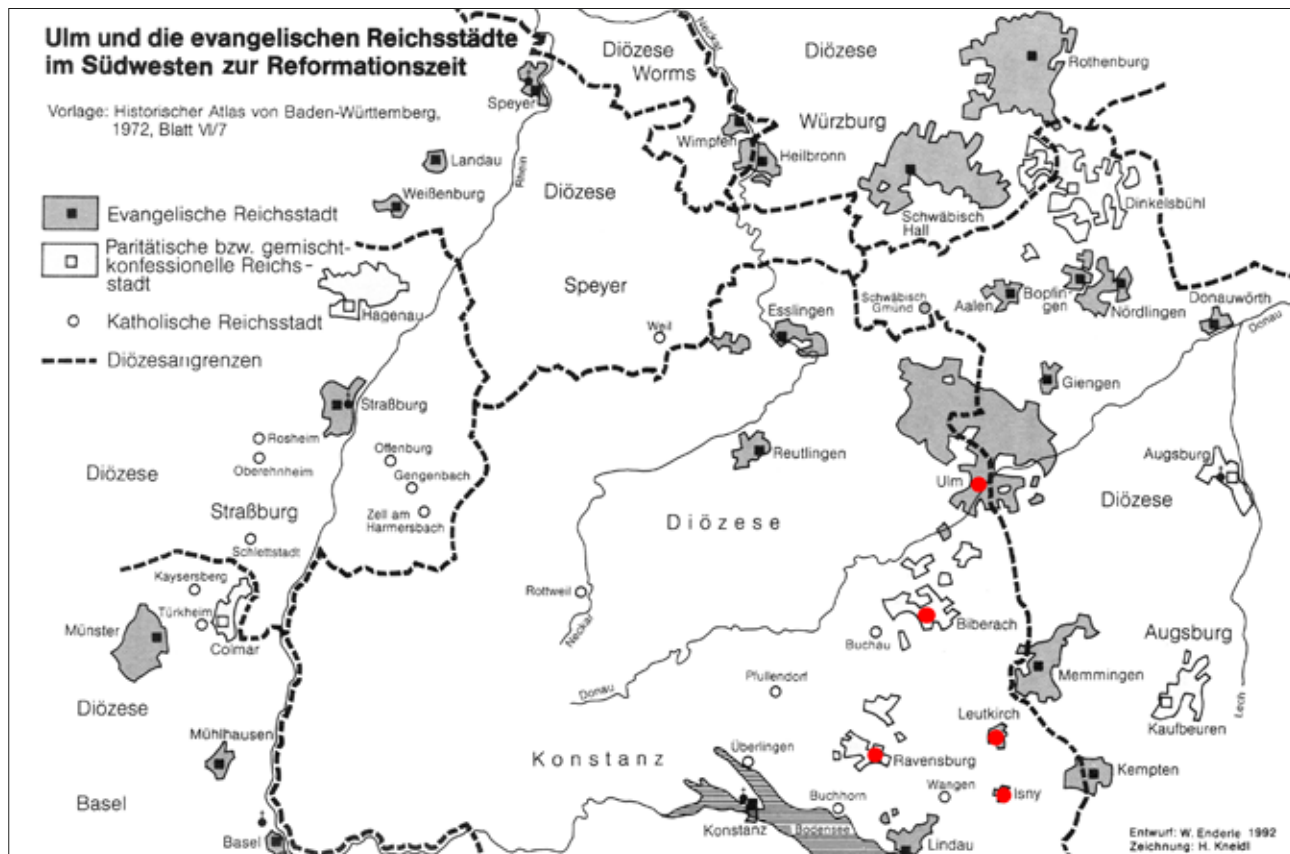 Ulm und die evangelischen Reichsstädte
im Südwesten zur Reformationszeit
Vorlage: Historischer Atlas von Baden-Württemberg,
1972, Blatt VI/7
Evangelische Reichsstadt
Paritätische bzw. gemischt-
konfessionelle Reichs-
stadt
Katholische Reichsstadt
Diözesangrenzen
Neckar
Diözese
Worms
Diözese
Würzburg
Rothenburg
Speyer
Wimpfen
Heilbronn
Landau
Rhein
Weißenburg
Diözese
Speyer
Schwäbisch
Hall
Dinkelsbühl
Hagenau
Weil
Esslingen
Schwäbisch
Gmünd
Aalen
Bopfin-
gen
Nördlingen
Donauwörth
Donau
Giengen
Straßburg
Rosheim
Oberehnheim
Offenburg
Gengenbach
Zell am
Harmersbach
Reutlingen
Ulm
Augsburg
Diözese
Straßburg
Schlettstadt
Diözese
Diözese
Kaysersberg
Türkheim
Münster
Colmar
Rottweil
Neckar
Biberach
Buchau
Augsburg
Memmingen
Donau
Pfullendorf
Lech
Kaufbeuren
Diözese
Mühlhausen
Leutkirch
Konstanz
Überlingen
Ravensburg
Kempten
Basel
Wangen
Isny
Buchhorn
Konstanz
Bodensee
Basel
Lindau
Entwurf: W. Enderle 1992
Zeichnung: H. Kneidl